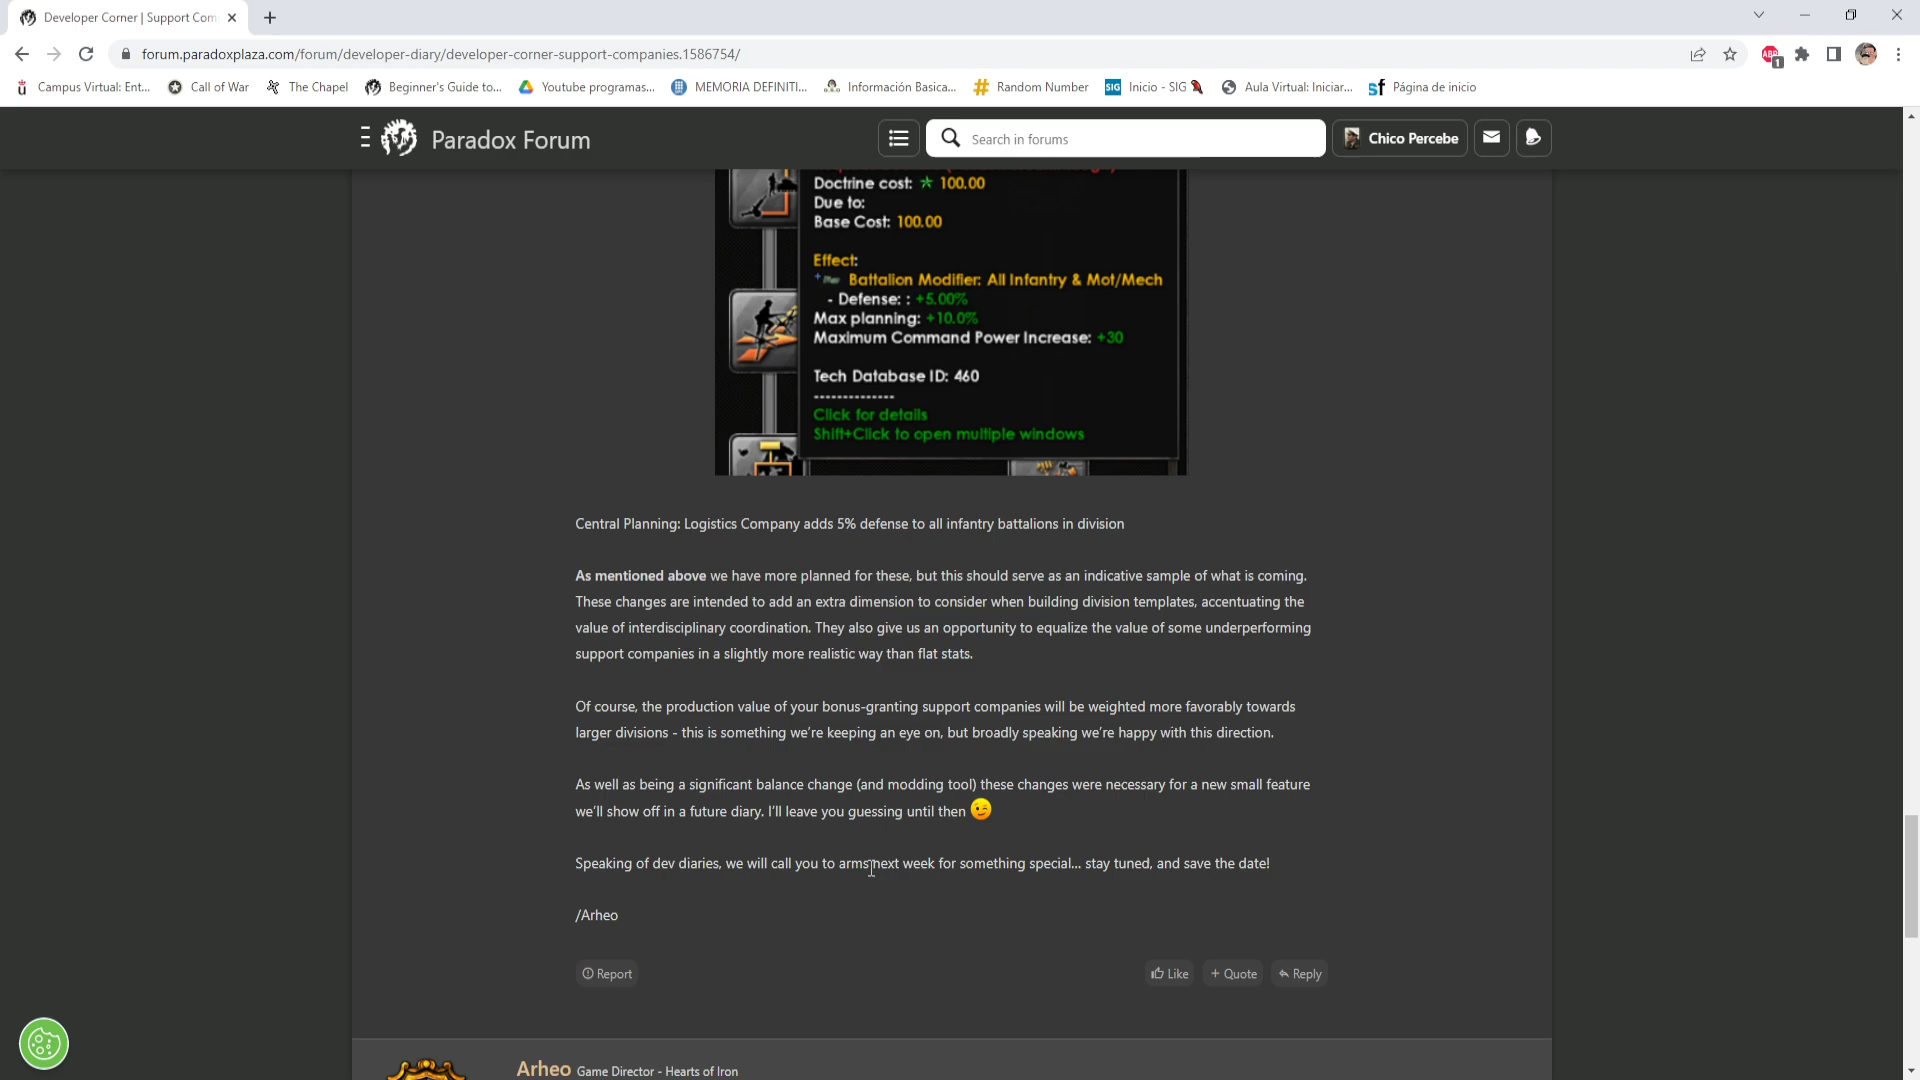 Developer Corner | Support Com
forum.paradoxplaza.com/forum/developer-diary/developer-corner-support-companies.1586754/
ABP
1
Campus Virtual: Ent...
Call of War
The Chapel
Beginner's Guide to...
Youtube programas...
MEMORIA DEFINITI...
Información Basica...
Random Number
SIG Inicio - SIG
Aula Virtual: Iniciar...
sf Página de inicio
Paradox Forum
Search in forums
Chico Percebe
Doctrine cost: 100.00
Due to:
Base Cost: 100.00
Effect:
Battalion Modifier: All Infantry & Mot/Mech
- Defense: : +5.00%
Max planning: +10.0%
Maximum Command Power Increase: +30
Tech Database ID: 460
--------------
Click for details
Shift+Click to open multiple windows
Central Planning: Logistics Company adds 5% defense to all infantry battalions in division
As mentioned above we have more planned for these, but this should serve as an indicative sample of what is coming.
These changes are intended to add an extra dimension to consider when building division templates, accentuating the
value of interdisciplinary coordination. They also give us an opportunity to equalize the value of some underperforming
support companies in a slightly more realistic way than flat stats.
Of course, the production value of your bonus-granting support companies will be weighted more favorably towards
larger divisions - this is something we're keeping an eye on, but broadly speaking we're happy with this direction.
As well as being a significant balance change (and modding tool) these changes were necessary for a new small feature
we'll show off in a future diary. I'll leave you guessing until then 😉
Speaking of dev diaries, we will call you to arms next week for something special... stay tuned, and save the date!
/Arheo
Report
Like
+ Quote
Reply
Arheo Game Director - Hearts of Iron